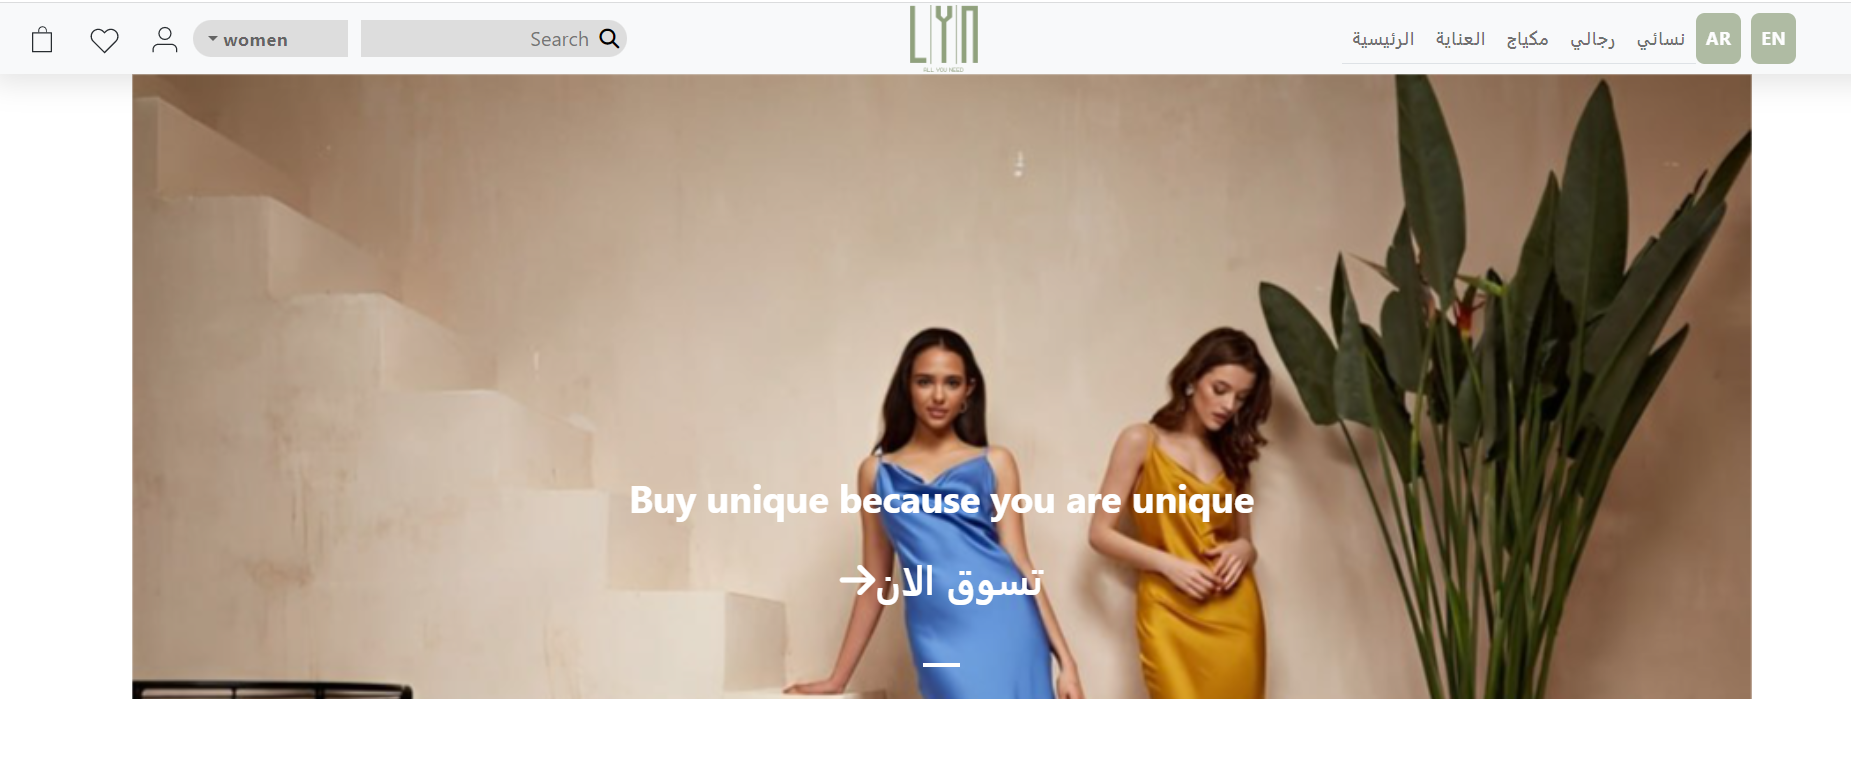 EN
AR
نسائي
رجالي
مكياج
العناية
الرئيسية
LYN
ALL YOU NEED
Search
women
Buy unique because you are unique
تسوق الان